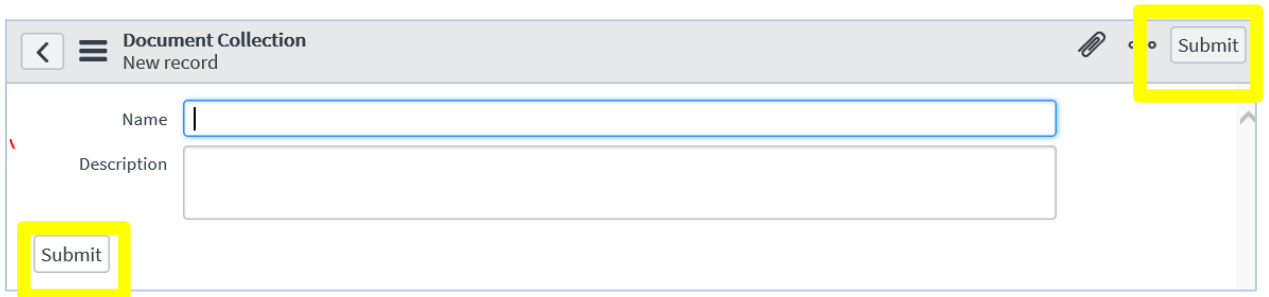 Document Collection
New record
Submit
Name
Description
Submit